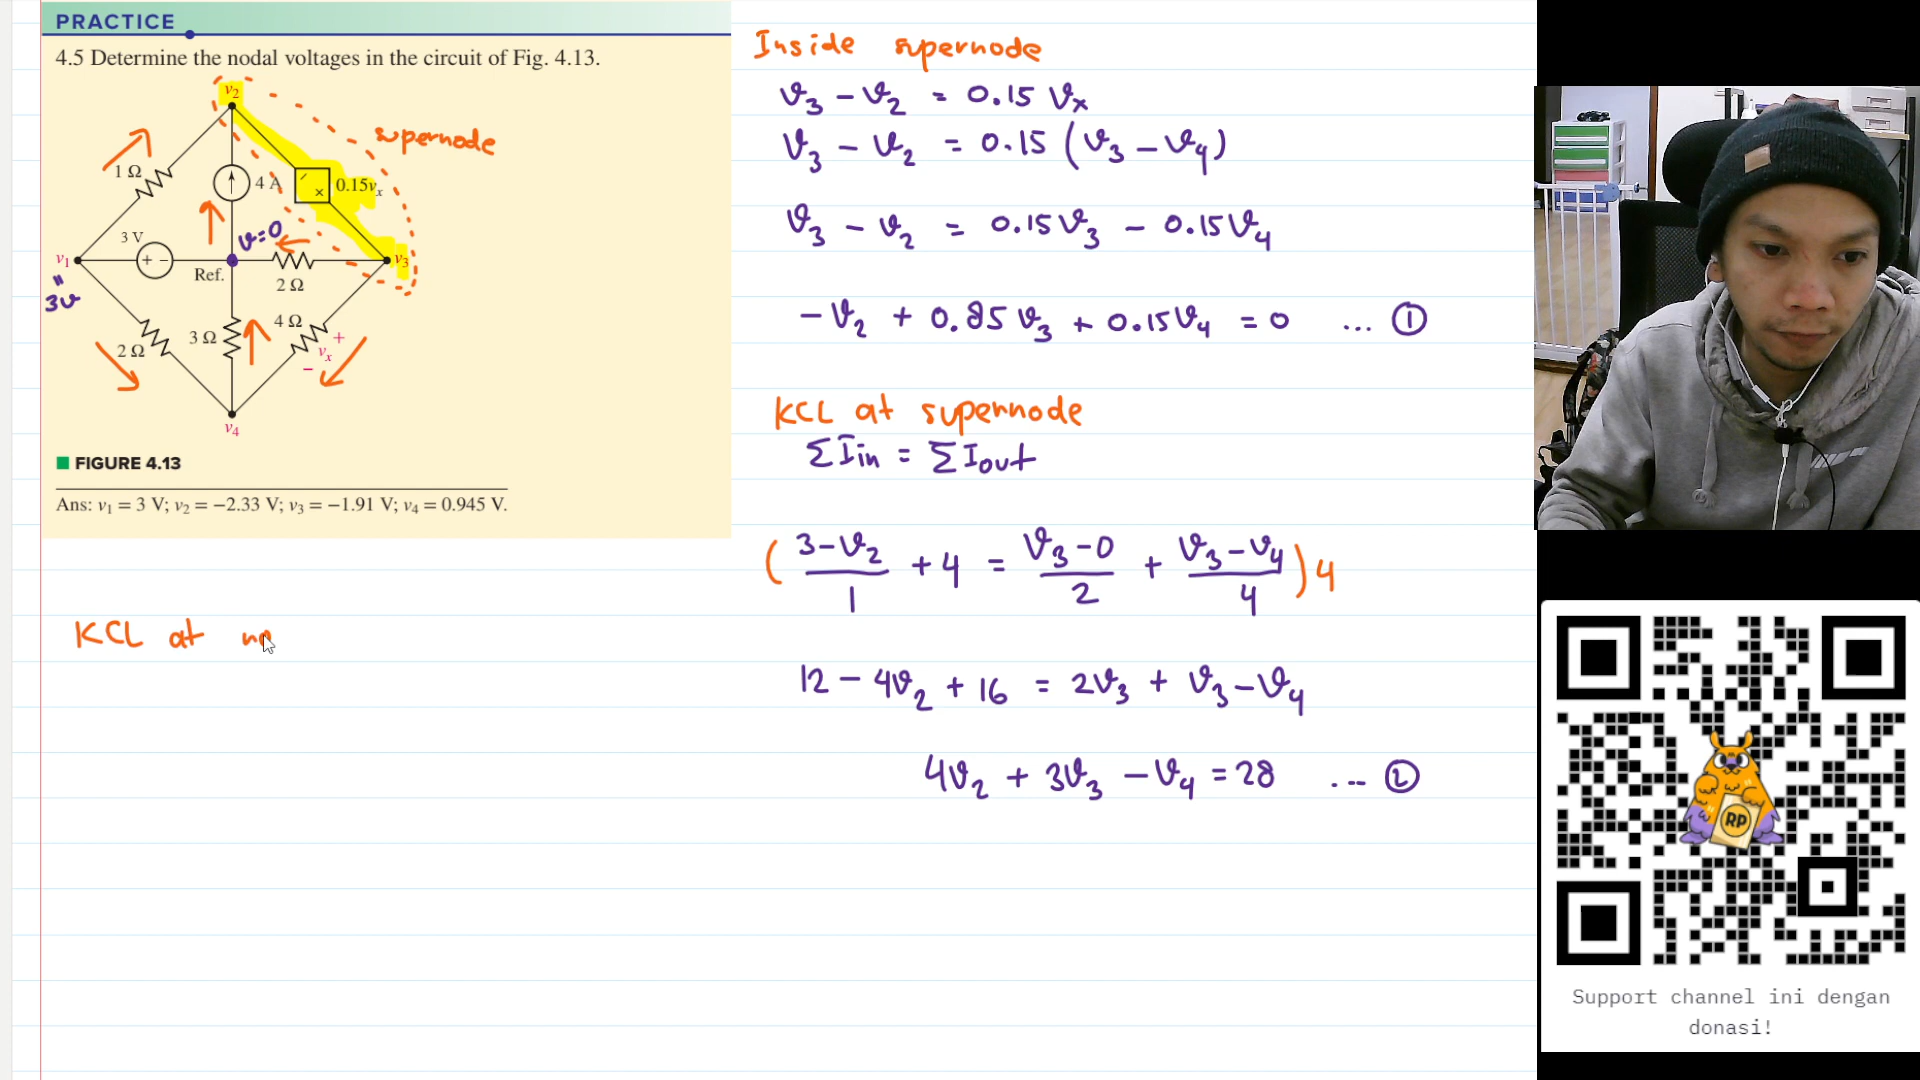 PRACTICE
4.5 Determine the nodal voltages in the circuit of Fig. 4.13.
v₂
supernode
1 Ω
4 A
0.15vₓ
v=0
3 V
v₁
+ −
Ref.
v₃
"
3v
2 Ω
4 Ω
3 Ω
2 Ω
+
vₓ
−
v₄
FIGURE 4.13
Ans: v₁ = 3 V; v₂ = −2.33 V; v₃ = −1.91 V; v₄ = 0.945 V.
KCL at no
Inside supernode
v₃ − v₂ = 0.15 vₓ
v₃ − v₂ = 0.15 (v₃ − v₄)
v₃ − v₂ = 0.15v₃ − 0.15v₄
−v₂ + 0.85v₃ + 0.15v₄ = 0 ... ①
KCL at supernode
ΣIin = ΣIout
( (3−v₂)/1 + 4 = (v₃−0)/2 + (v₃−v₄)/4 ) 4
12 − 4v₂ + 16 = 2v₃ + v₃ − v₄
4v₂ + 3v₃ − v₄ = 28 ... ②
RP
Support channel ini dengan
donasi!